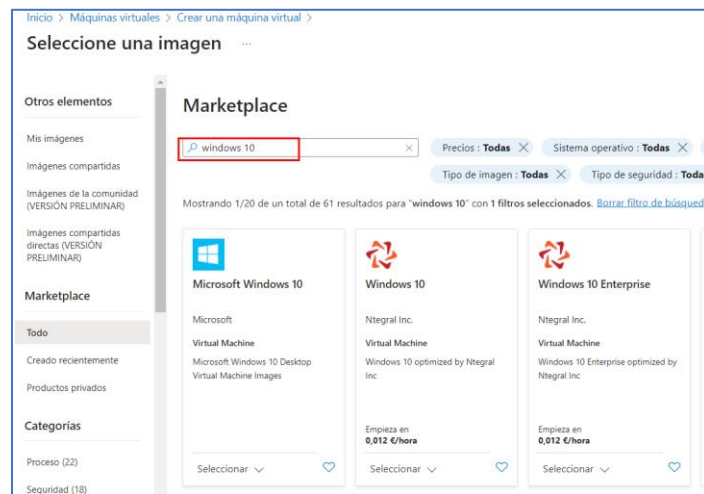 Inicio > Máquinas virtuales > Crear una máquina virtual >
Seleccione una imagen ...
Otros elementos
Mis imágenes
Imágenes compartidas
Imágenes de la comunidad
(VERSIÓN PRELIMINAR)
Imágenes compartidas
directas (VERSIÓN
PRELIMINAR)
Marketplace
Todo
Creado recientemente
Productos privados
Categorías
Proceso (22)
Seguridad (18)
Marketplace
windows 10
Precios : Todas
Sistema operativo : Todas
Tipo de imagen : Todas
Tipo de seguridad : Toda
Mostrando 1/20 de un total de 61 resultados para "windows 10" con 1 filtros seleccionados. Borrar filtro de búsqued
Microsoft Windows 10
Microsoft
Virtual Machine
Microsoft Windows 10 Desktop
Virtual Machine Images
Seleccionar
Windows 10
Ntegral Inc.
Virtual Machine
Windows 10 optimized by Ntegral
Inc
Empieza en
0,012 €/hora
Seleccionar
Windows 10 Enterprise
Ntegral Inc.
Virtual Machine
Windows 10 Enterprise optimized by
Ntegral Inc
Empieza en
0,012 €/hora
Seleccionar